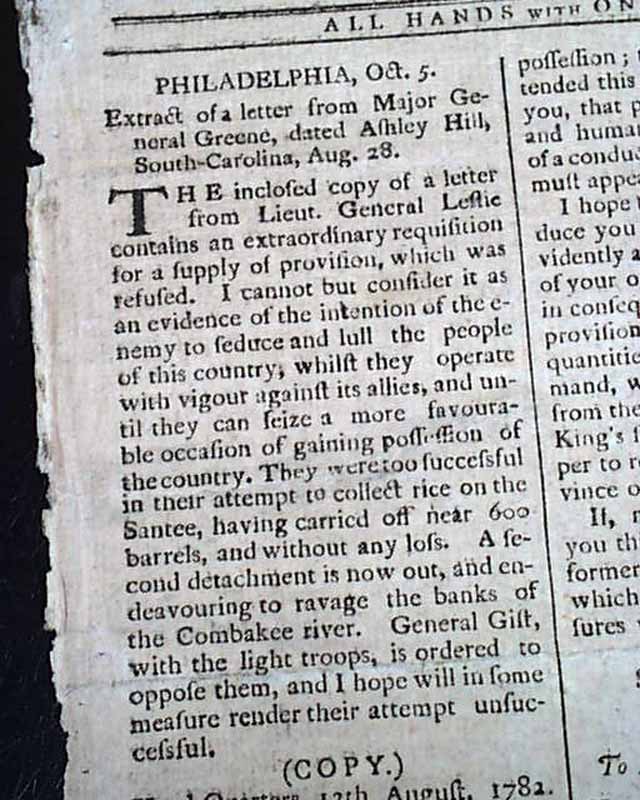 ALL HANDS WITH ON
PHILADELPHIA, Oct. 5.
Extract of a letter from Major Ge-
neral Greene, dated Aſhley Hill,
South-Carolina, Aug. 28.
THE incloſed copy of a letter
from Lieut. General Leſlie
contains an extraordinary requiſition
for a ſupply of proviſion, which was
refuſed. I cannot but conſider it as
an evidence of the intention of the e-
nemy to ſeduce and lull the people
of this country; whilſt they operate
with vigour againſt its allies, and un-
til they can ſeize a more favoura-
ble occaſion of gaining poſſeſſion of
the country. They were too ſucceſsful
in their attempt to collect rice on the
Santee, having carried off near 600
barrels, and without any loſs. A ſe-
cond detachment is now out, and en-
deavouring to ravage the banks of
the Combakee river. General Giſt,
with the light troops, is ordered to
oppoſe them, and I hope will in ſome
meaſure render their attempt unſuc-
ceſsful.
(COPY.)
Quarters, 13th Auguſt, 1782.
poſſeſſion;
tended this
you, that
and huma
of a conduc
muſt appea
I hope
duce you
vidently a
of your o
in conſeq
proviſion
quantitie
mand,
from the
King's
per to
vince o
If,
you th
former
which
ſures
To